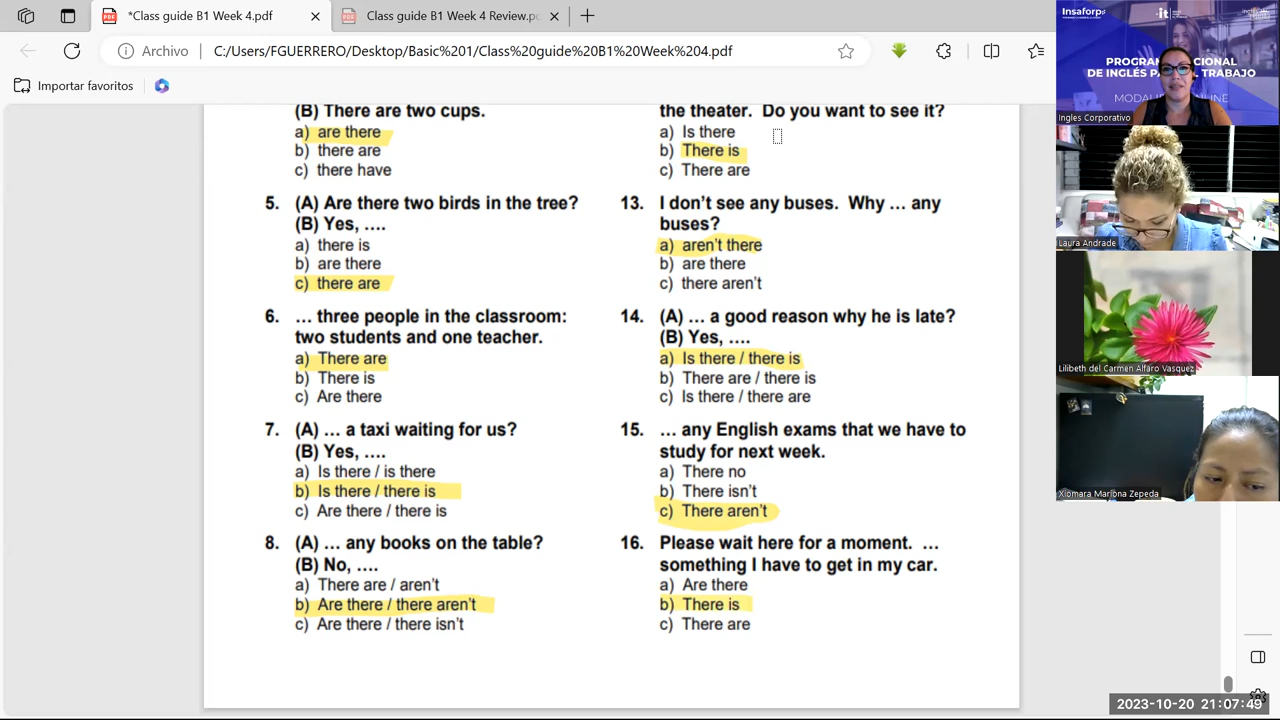 *Class guide B1 Week 4.pdf
Class guide B1 Week 4 Review.p
Archivo
C:/Users/FGUERRERO/Desktop/Basic%201/Class%20guide%20B1%20Week%204.pdf
Importar favoritos
(B) There are two cups.
a) are there
b) there are
c) there have
5. (A) Are there two birds in the tree?
(B) Yes, ….
a) there is
b) are there
c) there are
6. … three people in the classroom:
two students and one teacher.
a) There are
b) There is
c) Are there
7. (A) … a taxi waiting for us?
(B) Yes, ….
a) Is there / is there
b) Is there / there is
c) Are there / there is
8. (A) … any books on the table?
(B) No, ….
a) There are / aren't
b) Are there / there aren't
c) Are there / there isn't
the theater. Do you want to see it?
a) Is there
b) There is
c) There are
13. I don't see any buses. Why … any
buses?
a) aren't there
b) are there
c) there aren't
14. (A) … a good reason why he is late?
(B) Yes, ….
a) Is there / there is
b) There are / there is
c) Is there / there are
15. … any English exams that we have to
study for next week.
a) There no
b) There isn't
c) There aren't
16. Please wait here for a moment. …
something I have to get in my car.
a) Are there
b) There is
c) There are
Insaforp
DE INGLÉS
TRABAJO
Ingles Corporativo
Laura Andrade
Lilibeth del Carmen Alfaro Vasquez
Xiomara Mariona Zepeda
2023-10-20 21:07:49